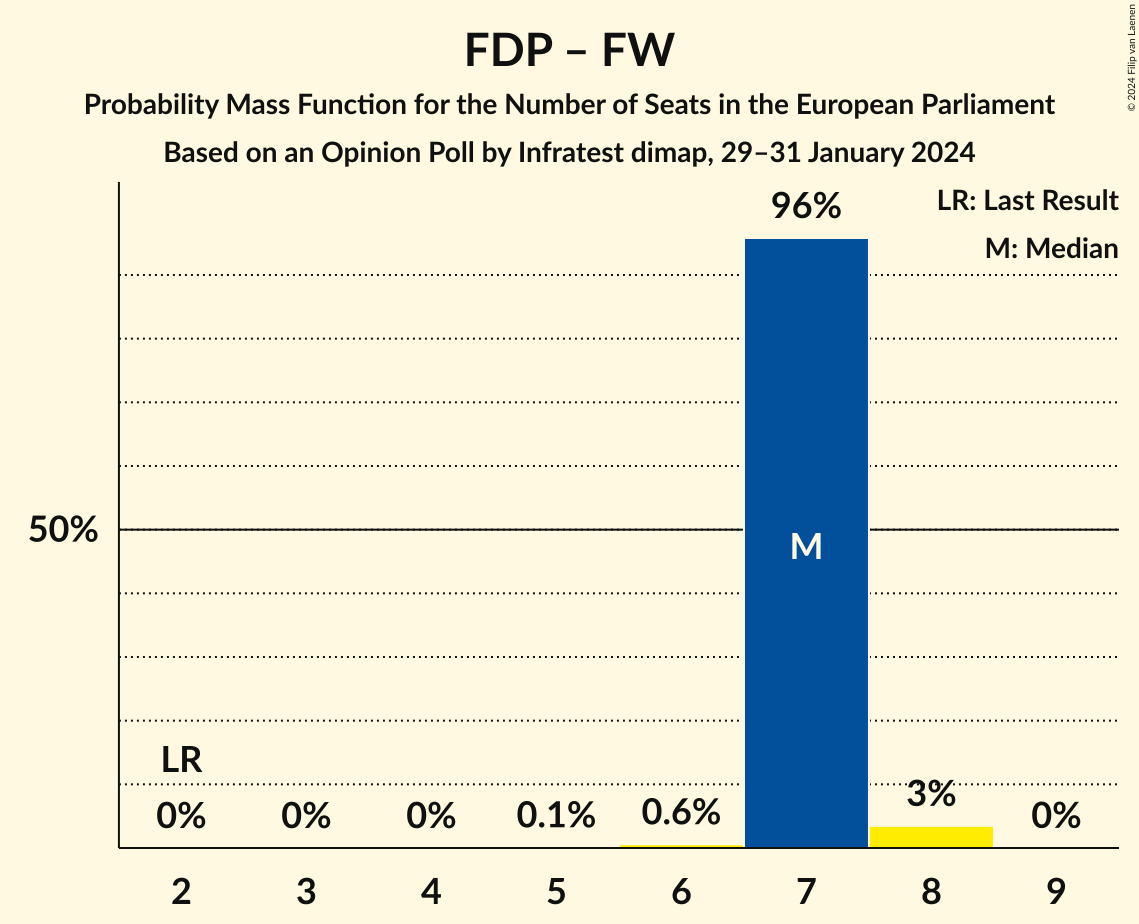 FDP – FW
Probability Mass Function for the Number of Seats in the European Parliament
Based on an Opinion Poll by Infratest dimap, 29–31 January 2024
© 2024 Filip van Laenen
LR: Last Result
M: Median
96%
50%
M
LR
0%
0%
0%
0.1%
0.6%
3%
0%
2
3
4
5
6
7
8
9